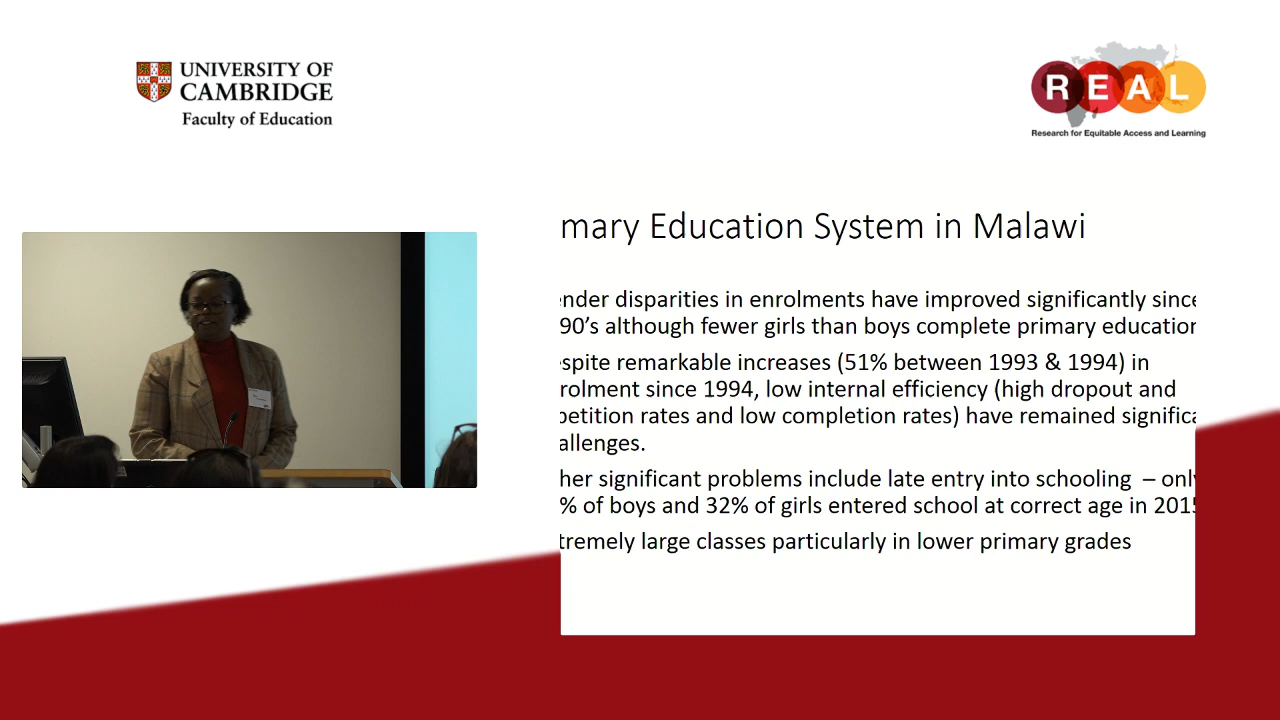 UNIVERSITY OF
CAMBRIDGE
Faculty of Education
REAL
Research for Equitable Access and Learning
mary Education System in Malawi
ender disparities in enrolments have improved significantly since
90's although fewer girls than boys complete primary education
espite remarkable increases (51% between 1993 & 1994) in
rolment since 1994, low internal efficiency (high dropout and
petition rates and low completion rates) have remained significa
allenges.
her significant problems include late entry into schooling – only
% of boys and 32% of girls entered school at correct age in 2015
tremely large classes particularly in lower primary grades